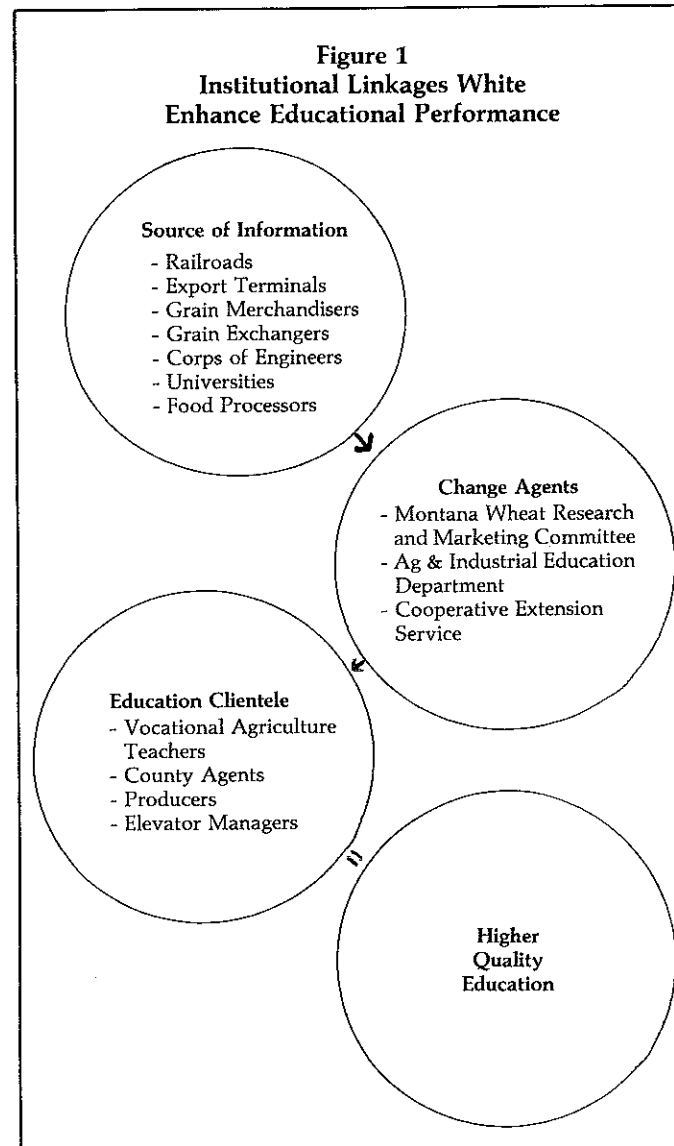 Figure 1
Institutional Linkages White
Enhance Educational Performance
Source of Information
- Railroads
- Export Terminals
- Grain Merchandisers
- Grain Exchangers
- Corps of Engineers
- Universities
- Food Processors
Change Agents
- Montana Wheat Research
and Marketing Committee
- Ag & Industrial Education
Department
- Cooperative Extension
Service
Education Clientele
- Vocational Agriculture
Teachers
- County Agents
- Producers
- Elevator Managers
Higher
Quality
Education